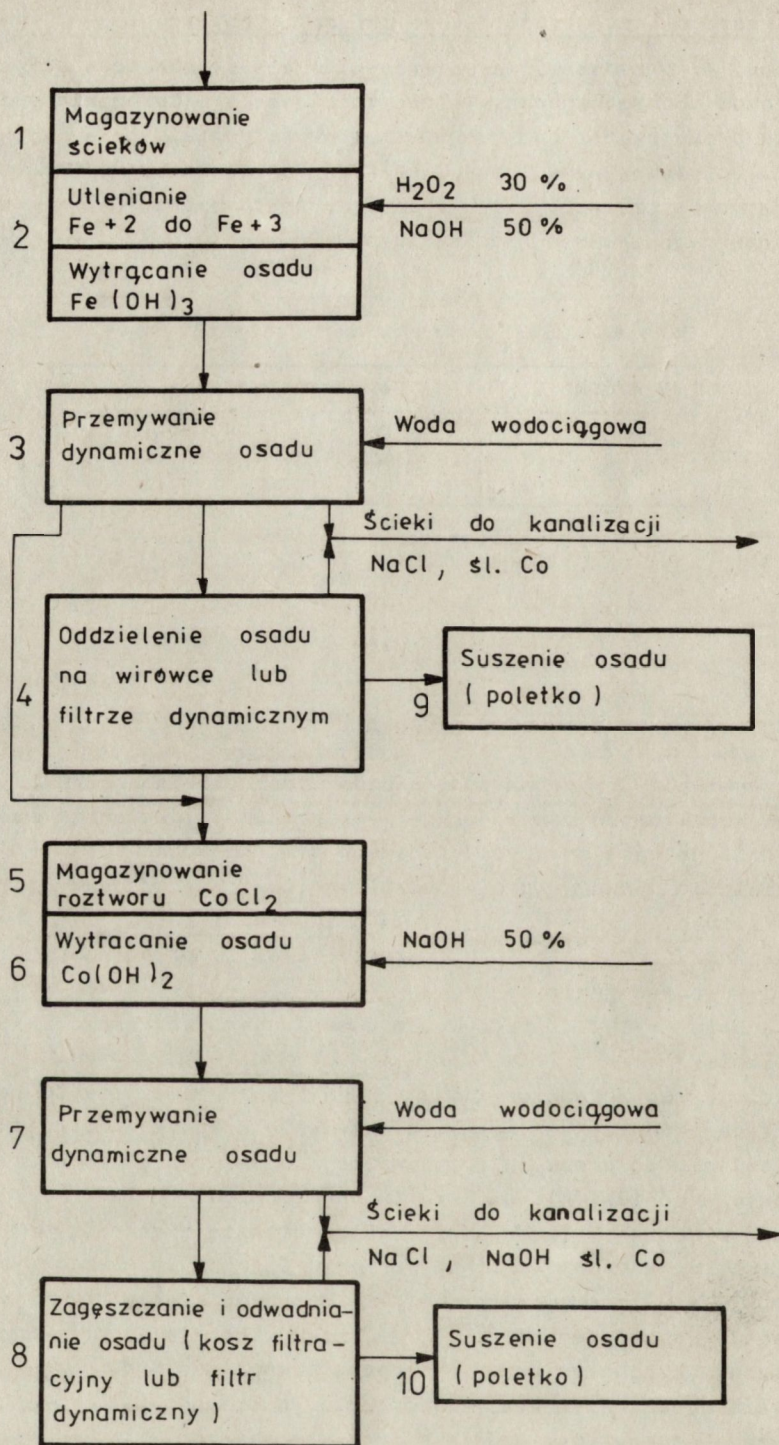 1
Magazynowanie
ścieków
2
Utlenianie
Fe+2 do Fe+3
H₂O₂ 30 %
NaOH 50 %
Wytrącanie osadu
Fe(OH)₃
3
Przemywanie
dynamiczne osadu
Woda wodociągowa
Ścieki do kanalizacji
NaCl, śl. Co
4
Oddzielenie osadu
na wirówce lub
filtrze dynamicznym
9
Suszenie osadu
(poletko)
5
Magazynowanie
roztworu CoCl₂
6
Wytracanie osadu
Co(OH)₂
NaOH 50 %
7
Przemywanie
dynamiczne osadu
Woda wodociągowa
Ścieki do kanalizacji
NaCl, NaOH śl. Co
8
Zagęszczanie i odwadnia-
nie osadu (kosz filtra-
cyjny lub filtr
dynamiczny)
10
Suszenie osadu
(poletko)